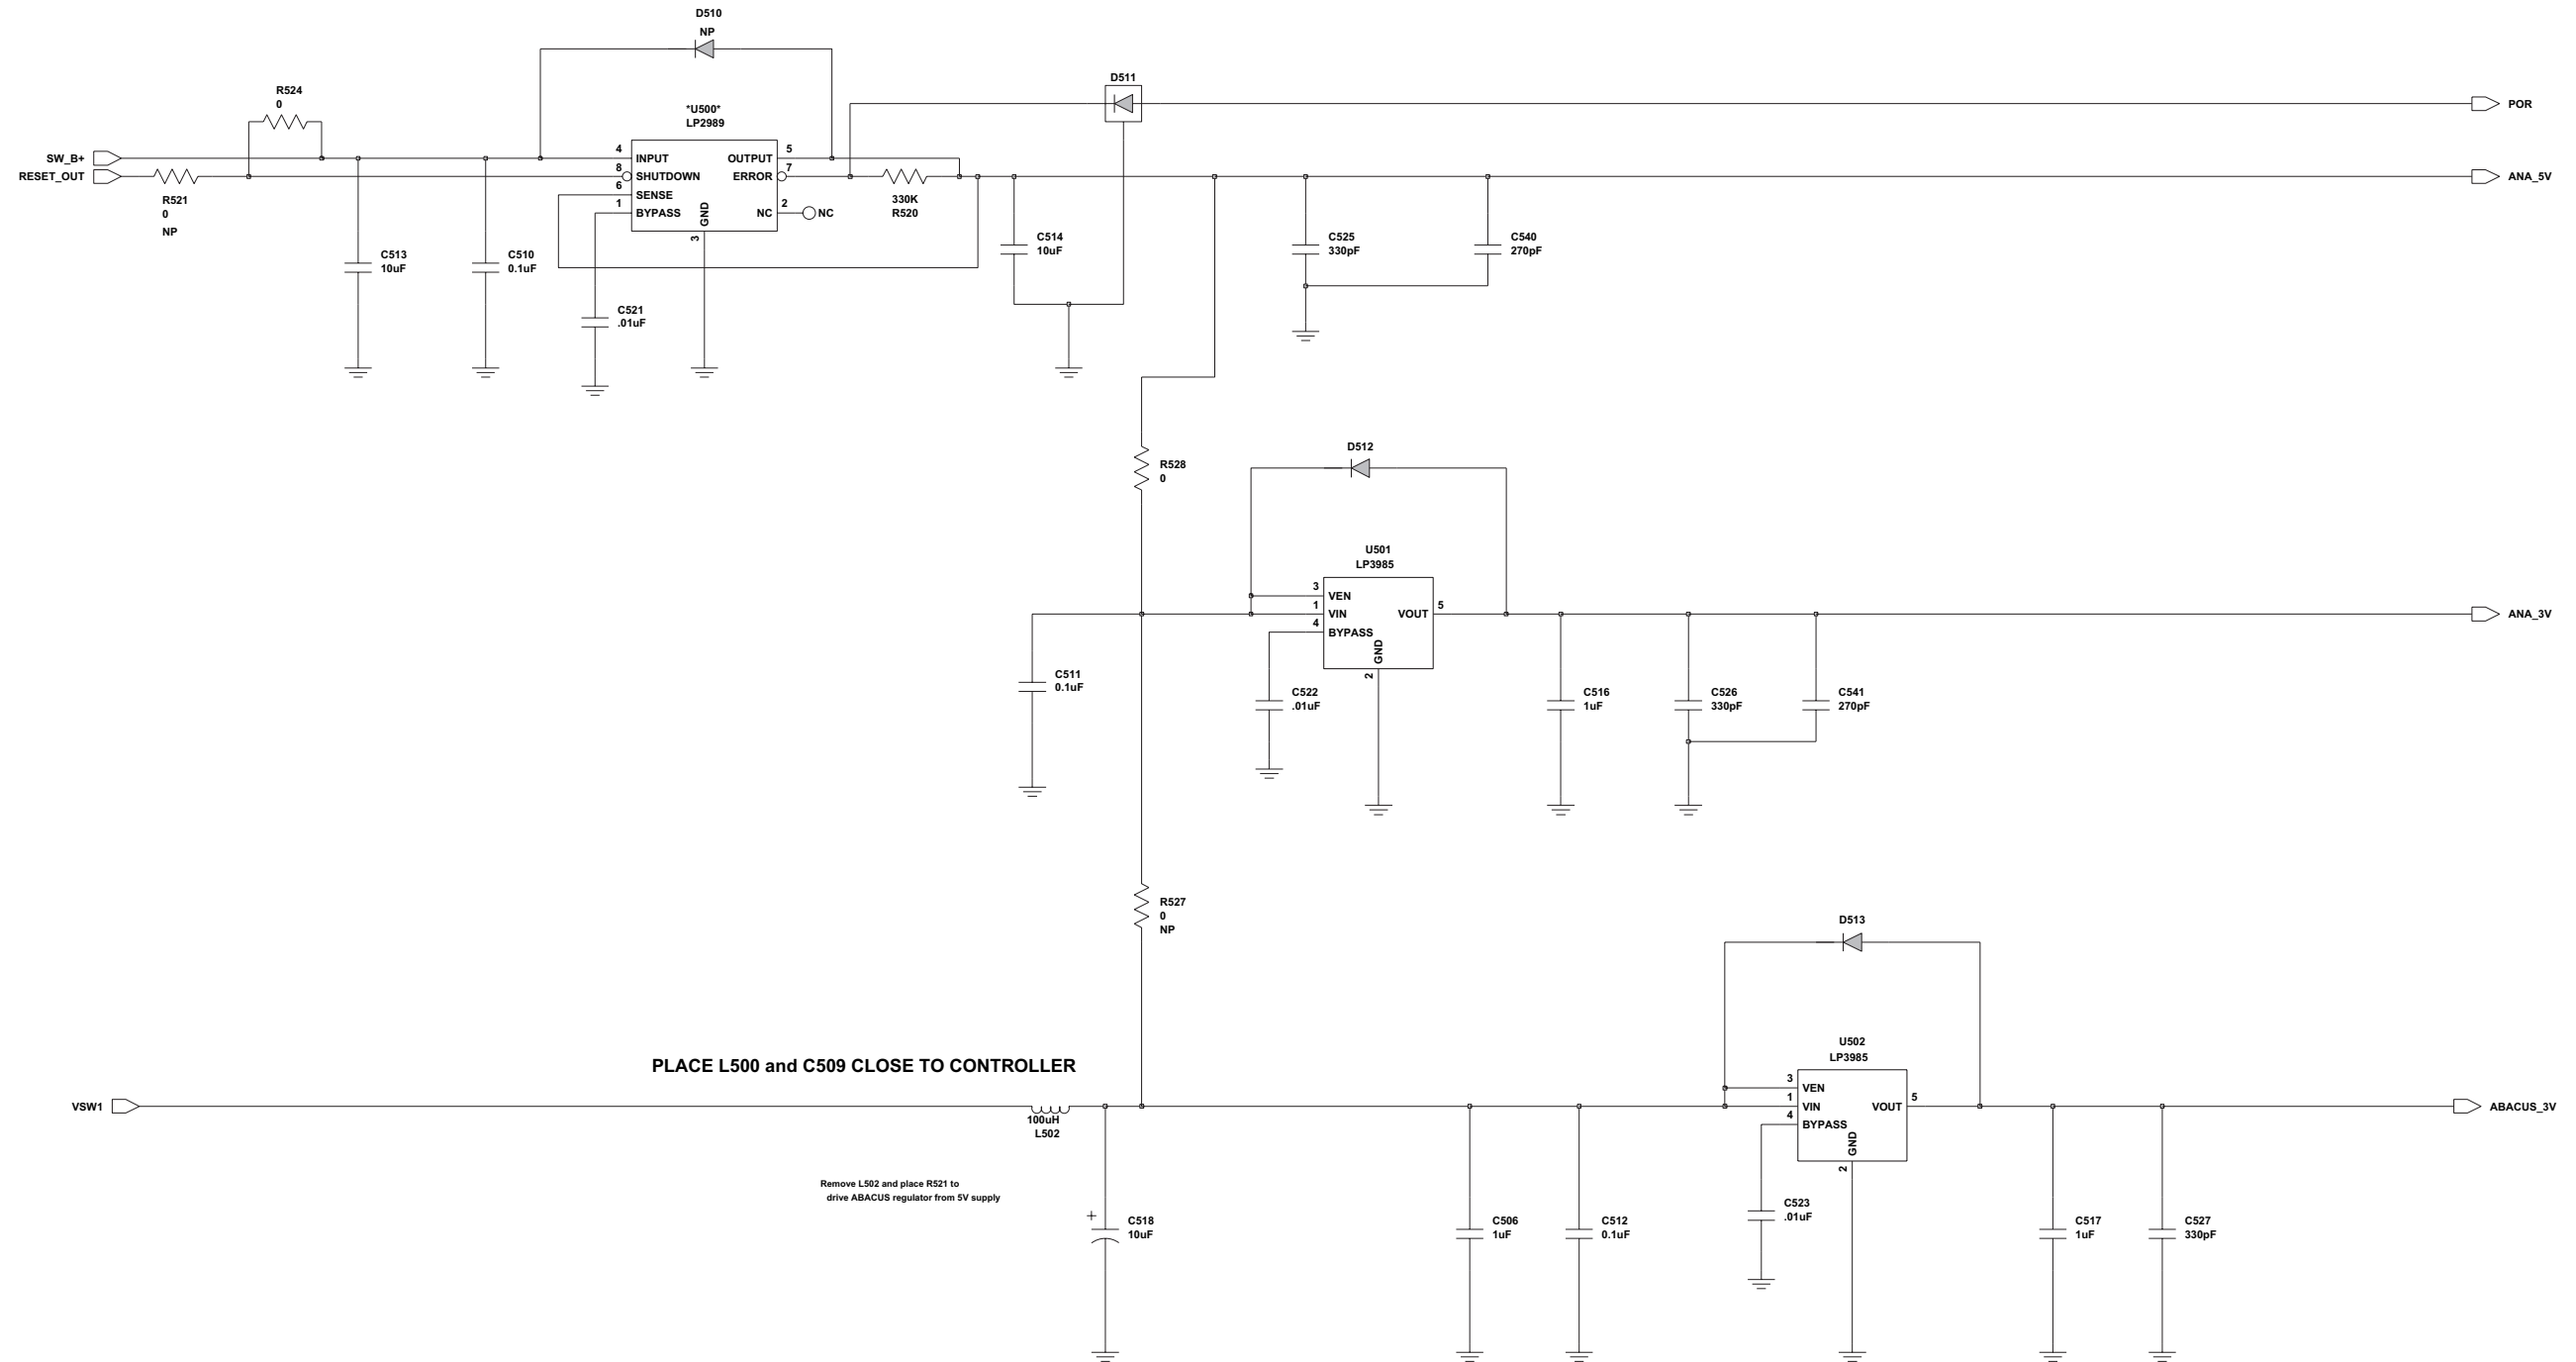 D510
NP
D511
R524
0
*U500*
LP2989
POR
SW_B+
4
INPUT
OUTPUT
5
RESET_OUT
8
SHUTDOWN
ERROR
7
ANA_5V
6
SENSE
R521
0
NP
330K
R520
1
BYPASS
GND
3
NC
2
NC
C513
10uF
C510
0.1uF
C514
10uF
C525
330pF
C540
270pF
C521
.01uF
D512
R528
0
U501
LP3985
3
VEN
1
VIN
VOUT
5
ANA_3V
4
BYPASS
GND
2
C511
0.1uF
C522
.01uF
C516
1uF
C526
330pF
C541
270pF
R527
0
NP
D513
U502
LP3985
PLACE L500 and C509 CLOSE TO CONTROLLER
3
VEN
VSW1
1
VIN
VOUT
5
ABACUS_3V
100uH
L502
4
BYPASS
GND
2
Remove L502 and place R521 to
drive ABACUS regulator from 5V supply
C523
.01uF
+
C518
10uF
C506
1uF
C512
0.1uF
C517
1uF
C527
330pF